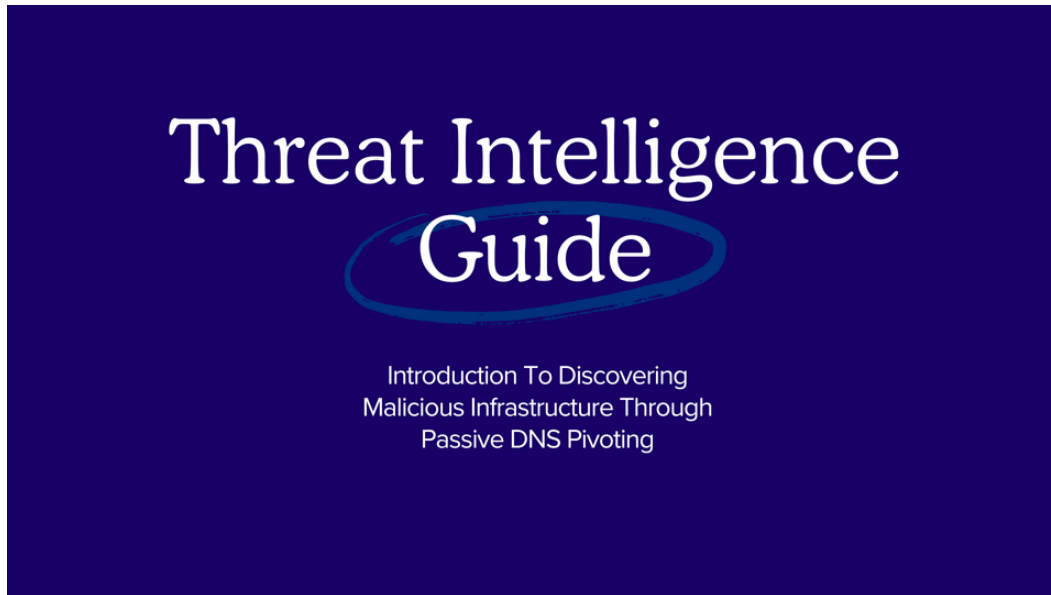 Threat Intelligence
Guide
Introduction To Discovering
Malicious Infrastructure Through
Passive DNS Pivoting